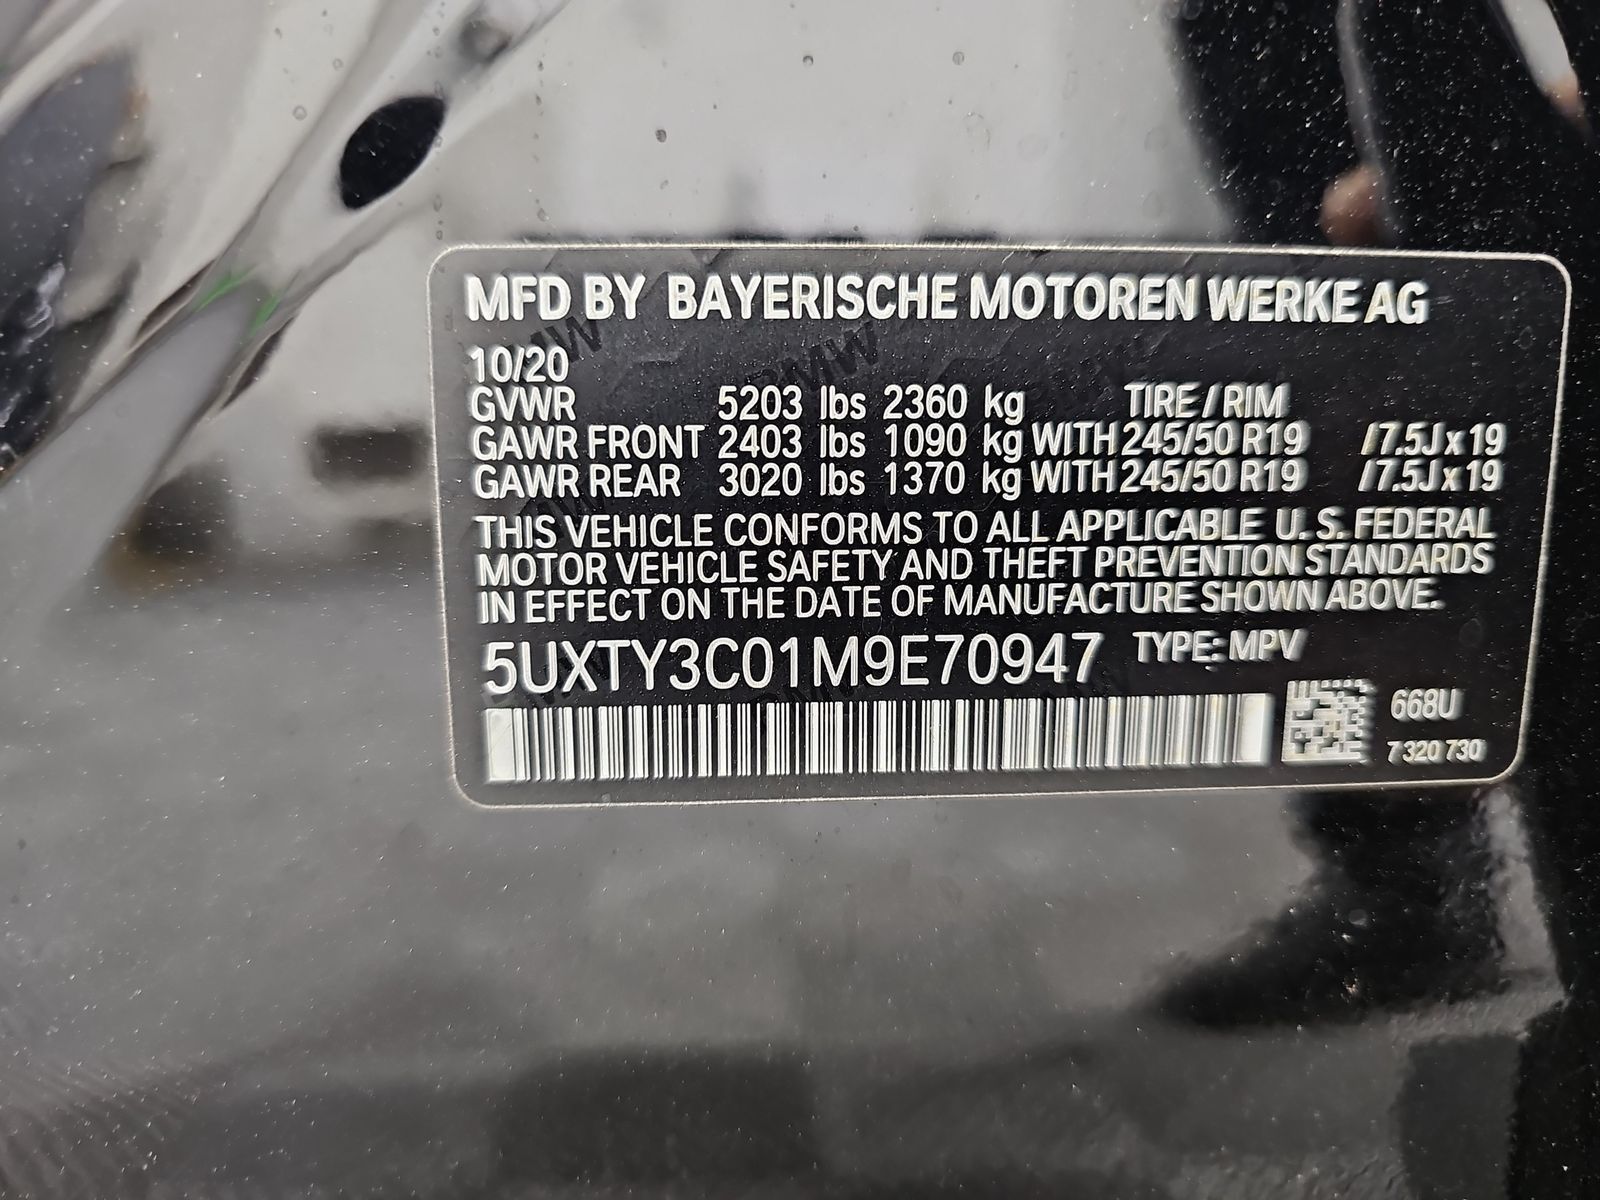 MFD BY BAYERISCHE MOTOREN WERKE AG
10/20
GVWR 5203 lbs 2360 kg TIRE / RIM
GAWR FRONT 2403 lbs 1090 kg WITH 245/50 R19 / 7.5J x 19
GAWR REAR 3020 lbs 1370 kg WITH 245/50 R19 / 7.5J x 19
THIS VEHICLE CONFORMS TO ALL APPLICABLE U.S. FEDERAL
MOTOR VEHICLE SAFETY AND THEFT PREVENTION STANDARDS
IN EFFECT ON THE DATE OF MANUFACTURE SHOWN ABOVE.
5UXTY3C01M9E70947 TYPE: MPV
668U
7 320 730